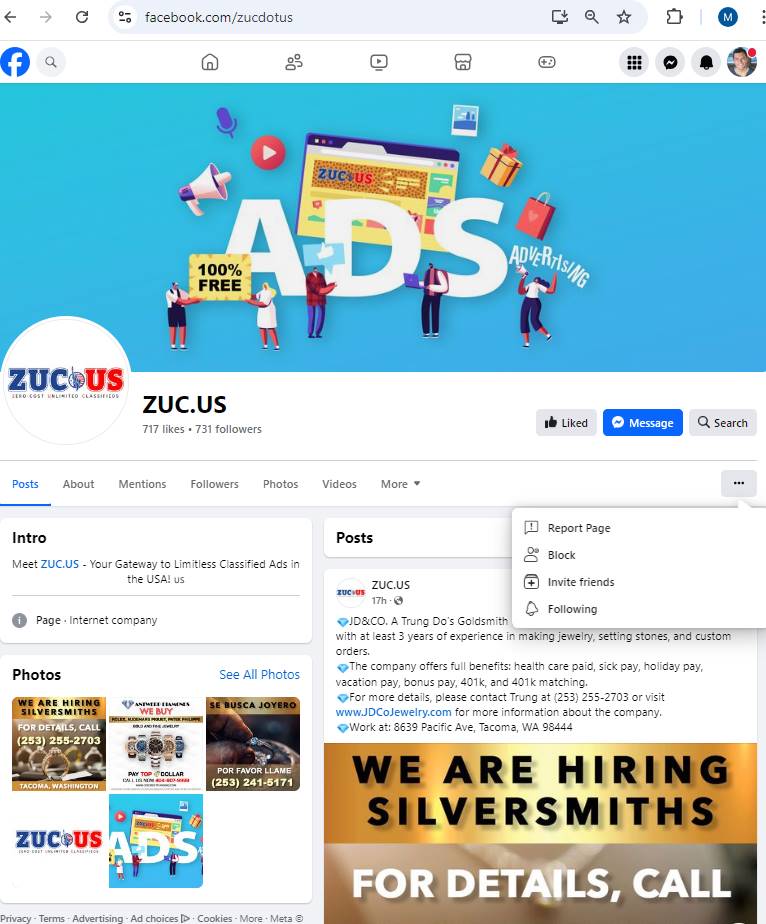 facebook.com/zucdotus
M
ZUC US
ADS
100%
FREE
ADVERTISING
ZUC US
ZERO-COST UNLIMITED CLASSIFIEDS
ZUC.US
717 likes • 731 followers
Liked
Message
Search
Posts
About
Mentions
Followers
Photos
Videos
More
Report Page
Block
Invite friends
Following
Intro
Meet ZUC.US - Your Gateway to Limitless Classified Ads in
the USA! us
Page · Internet company
Photos
See All Photos
WE ARE HIRING
SILVERSMITHS
FOR DETAILS, CALL
(253) 255-2703
TACOMA, WASHINGTON
ANTWERP DIAMONDS
WE BUY
ROLEX, AUDEMARS PIGUET, PATEK PHILIPPE
GOLD AND FINE JEWELRY
PAY TOP DOLLAR
SE BUSCA JOYERO
POR FAVOR LLAME
(253) 241-5171
ZUC US
ADS
Privacy · Terms · Advertising · Ad choices · Cookies · More · Meta ©
Posts
ZUC.US
17h ·
JD&CO. A Trung Do's Goldsmith
with at least 3 years of experience in making jewelry, setting stones, and custom
orders.
The company offers full benefits: health care paid, sick pay, holiday pay,
vacation pay, bonus pay, 401k, and 401k matching.
For more details, please contact Trung at (253) 255-2703 or visit
www.JDCoJewelry.com for more information about the company.
Work at: 8639 Pacific Ave, Tacoma, WA 98444
WE ARE HIRING
SILVERSMITHS
FOR DETAILS, CALL